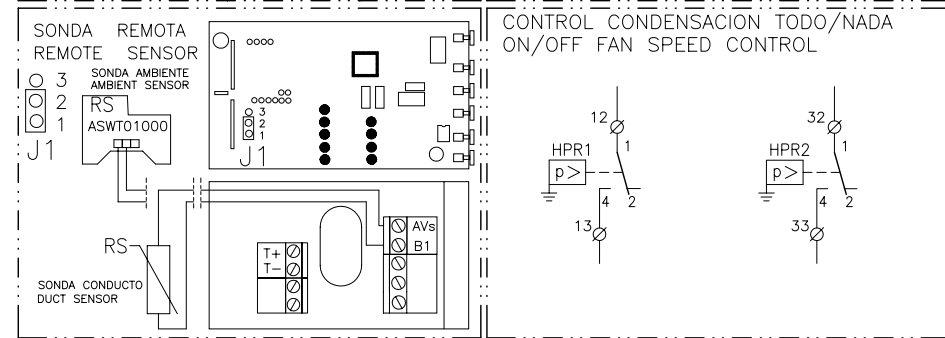 SONDA REMOTA
REMOTE SENSOR
SONDA AMBIENTE
AMBIENT SENSOR
3
2
1
J1
RS
ASWT01000
3
2
1
J1
AVs
B1
T+
T-
RS
SONDA CONDUCTO
DUCT SENSOR
CONTROL CONDENSACION TODO/NADA
ON/OFF FAN SPEED CONTROL
12
1
HPR1
p>
4
2
13
32
1
HPR2
p>
4
2
33